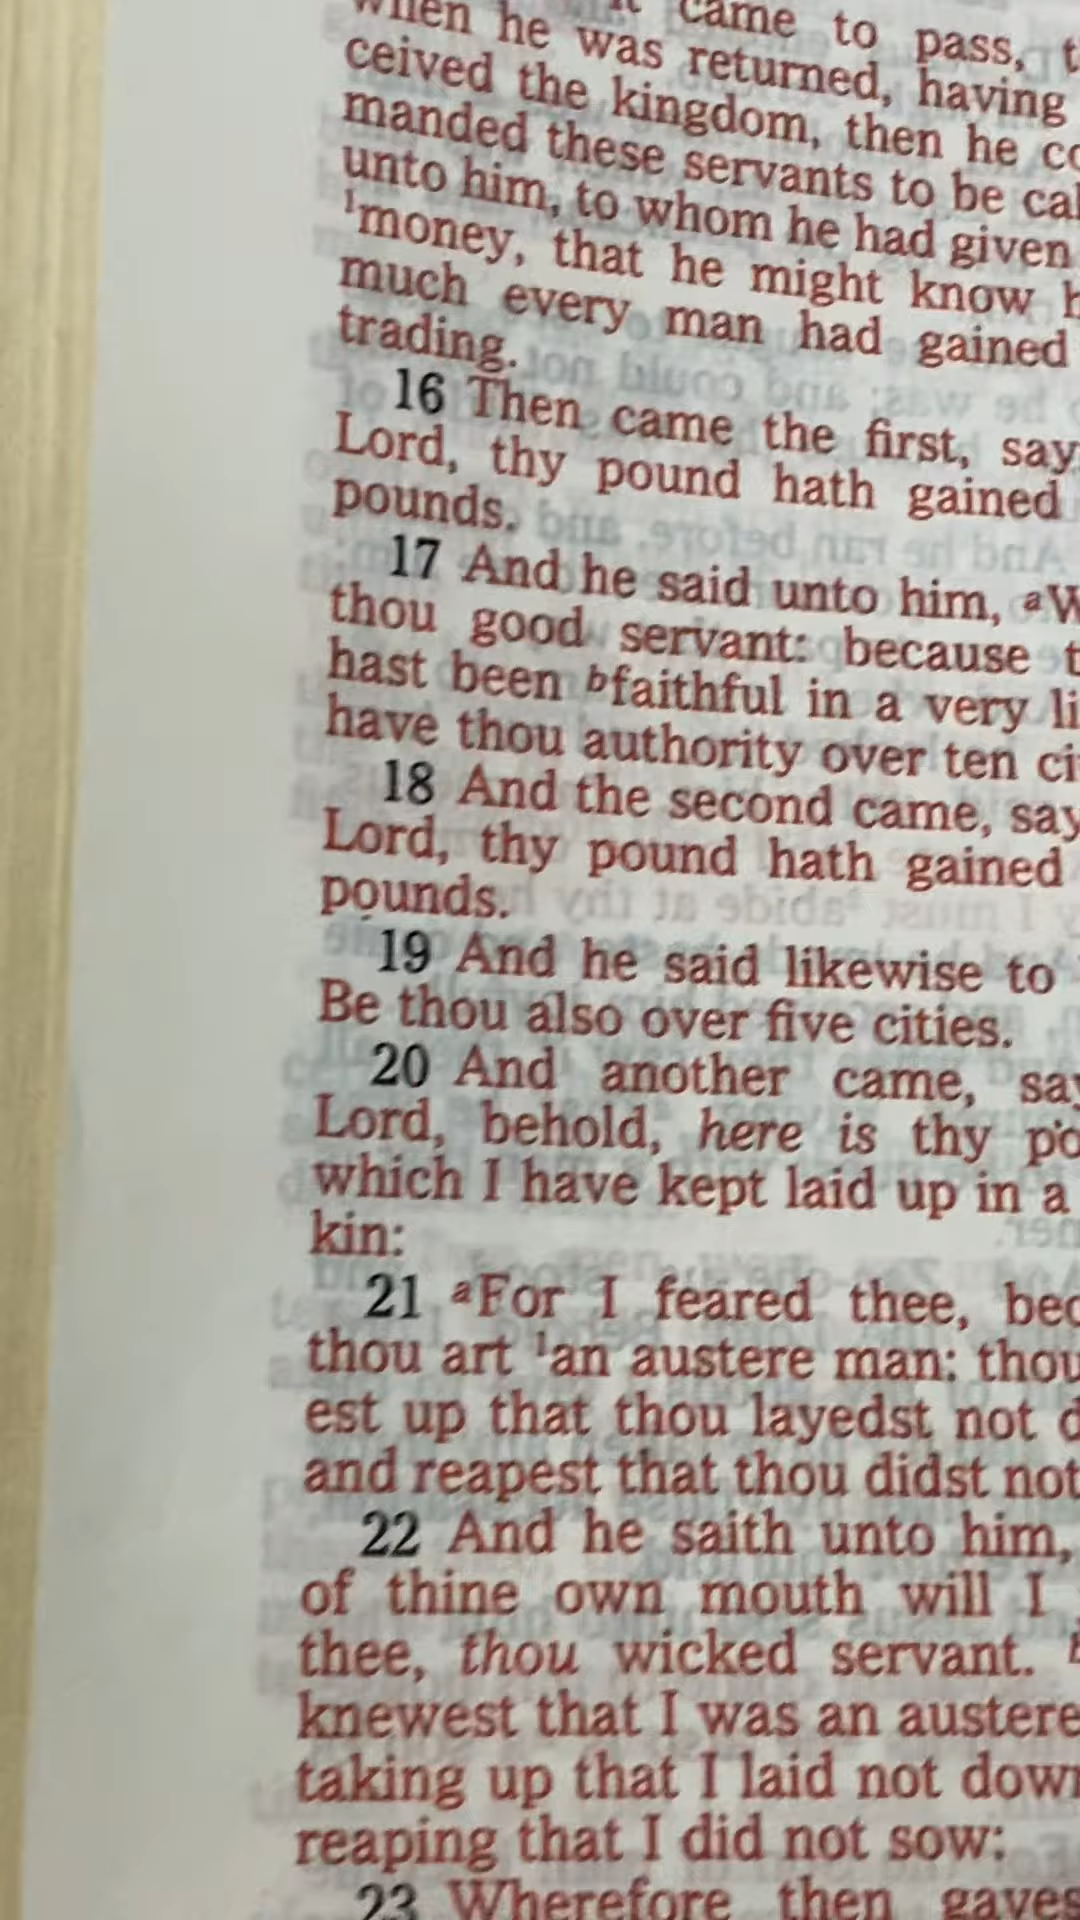 came to pass,
when he was returned, having
ceived the kingdom, then he
manded these servants to be
unto him, to whom he had given
¹money, that he might know
much every man had gained
trading.
16 Then came the first, say
Lord, thy pound hath gained
pounds.
17 And he said unto him, ᵃW
thou good servant: because t
hast been ᵇfaithful in a very li
have thou authority over ten ci
18 And the second came, say
Lord, thy pound hath gained
pounds.
19 And he said likewise to
Be thou also over five cities.
20 And another came, say
Lord, behold, here is thy po
which I have kept laid up in a
kin:
21 ᵃFor I feared thee, bec
thou art ¹an austere man: thou
est up that thou layedst not d
and reapest that thou didst not
22 And he saith unto him,
of thine own mouth will I
thee, thou wicked servant.
knewest that I was an austere
taking up that I laid not down
reaping that I did not sow:
23 Wherefore then gaves